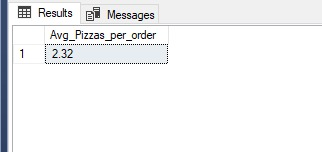 Results Messages
Avg_Pizzas_per_order
1 2.32